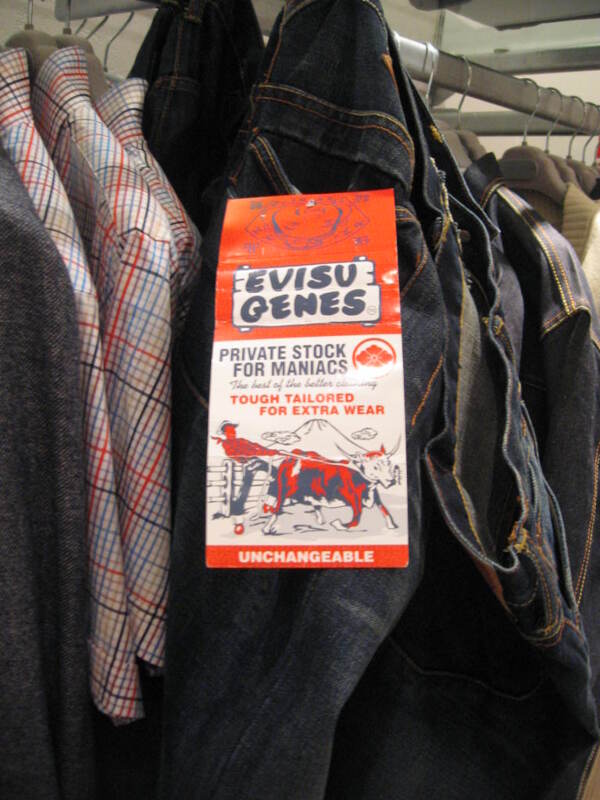 EVISU
GENES
PRIVATE STOCK
FOR MANIACS
The best of the better clothing
TOUGH TAILORED
FOR EXTRA WEAR
UNCHANGEABLE